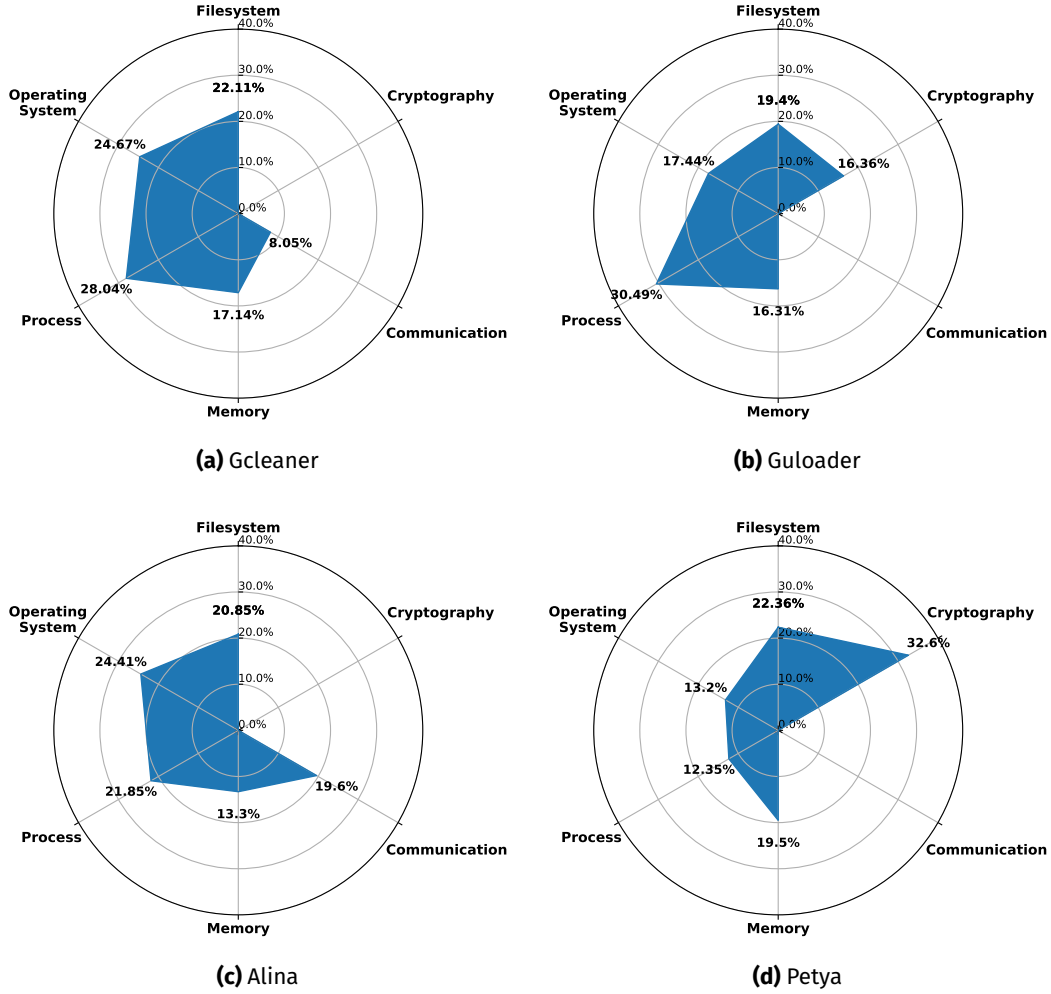 Filesystem
40.0%
30.0%
22.11%
20.0%
10.0%
0.0%
Cryptography
Operating
System
24.67%
8.05%
28.04%
17.14%
Process
Communication
Memory
(a) Gcleaner
Filesystem
40.0%
30.0%
19.4%
20.0%
10.0%
0.0%
Cryptography
Operating
System
17.44%
16.36%
30.49%
16.31%
Process
Communication
Memory
(b) Guloader
Filesystem
40.0%
30.0%
20.85%
20.0%
10.0%
0.0%
Cryptography
Operating
System
24.41%
21.85%
19.6%
13.3%
Process
Communication
Memory
(c) Alina
Filesystem
40.0%
30.0%
22.36%
20.0%
10.0%
0.0%
Cryptography
32.6%
Operating
System
13.2%
12.35%
19.5%
Process
Communication
Memory
(d) Petya